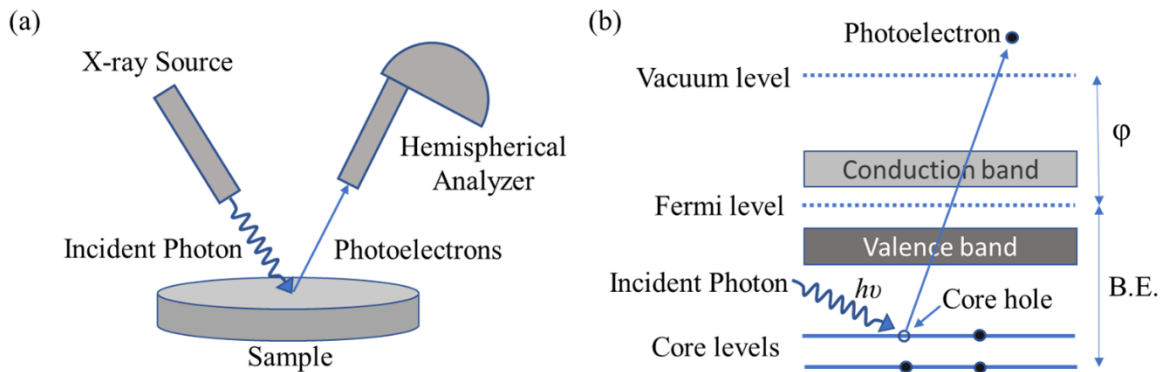 (a)
X-ray Source
Hemispherical
Analyzer
Incident Photon
Photoelectrons
Sample
(b)
Photoelectron
Vacuum level
φ
Conduction band
Fermi level
Valence band
Incident Photon
hυ
Core hole
B.E.
Core levels